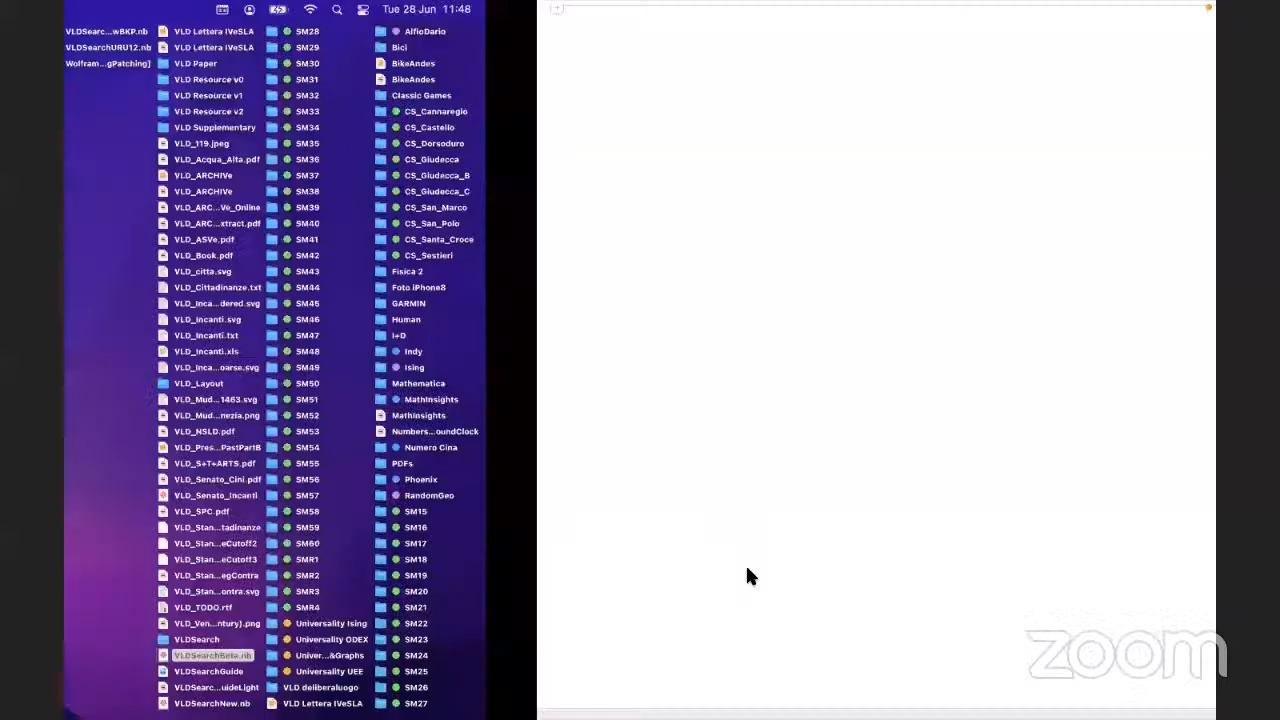 Tue 28 Jun 11:48
VLDSearc...wBKP.nb
VLDSearchURU12.nb
Wolfram...gPatching]
VLD Lettera IVeSLA
VLD Lettera IVeSLA
VLD Paper
VLD Resource v0
VLD Resource v1
VLD Resource v2
VLD Supplementary
VLD_119.jpeg
VLD_Acqua_Alta.pdf
VLD_ARCHIVe
VLD_ARCHIVe
VLD_ARC...Ve_Online
VLD_ARC...xtract.pdf
VLD_ASVe.pdf
VLD_Book.pdf
VLD_citta.svg
VLD_Cittadinanze.txt
VLD_Inca...dered.svg
VLD_Incanti.svg
VLD_Incanti.txt
VLD_Incanti.xls
VLD_Inca...oarse.svg
VLD_Layout
VLD_Mud...1463.svg
VLD_Mud...nezia.png
VLD_NSLD.pdf
VLD_Pres...PastPartB
VLD_S+T+ARTS.pdf
VLD_Senato_Cini.pdf
VLD_Senato_Incanti
VLD_SPC.pdf
VLD_Stan...tadinanze
VLD_Stan...eCutoff2
VLD_Stan...eCutoff3
VLD_Stan...egContra
VLD_Stan...ontra.svg
VLD_TODO.rtf
VLD_Ven...ntury).png
VLDSearch
VLDSearchBeta.nb
VLDSearchGuide
VLDSearc...uideLight
VLDSearchNew.nb
SM28
SM29
SM30
SM31
SM32
SM33
SM34
SM35
SM36
SM37
SM38
SM39
SM40
SM41
SM42
SM43
SM44
SM45
SM46
SM47
SM48
SM49
SM50
SM51
SM52
SM53
SM54
SM55
SM56
SM57
SM58
SM59
SM60
SMR1
SMR2
SMR3
SMR4
Universality Ising
Universality ODEX
Univer...&Graphs
Universality UEE
VLD deliberaluogo
VLD Lettera IVeSLA
AlfioDario
Bici
BikeAndes
BikeAndes
Classic Games
CS_Cannaregio
CS_Castello
CS_Dorsoduro
CS_Giudecca
CS_Giudecca_B
CS_Giudecca_C
CS_San_Marco
CS_San_Polo
CS_Santa_Croce
CS_Sestieri
Fisica 2
Foto iPhone8
GARMIN
Human
I+D
Indy
Ising
Mathematica
MathInsights
MathInsights
Numbers...oundClock
Numero Cina
PDFs
Phoenix
RandomGeo
SM15
SM16
SM17
SM18
SM19
SM20
SM21
SM22
SM23
SM24
SM25
SM26
SM27
zoom